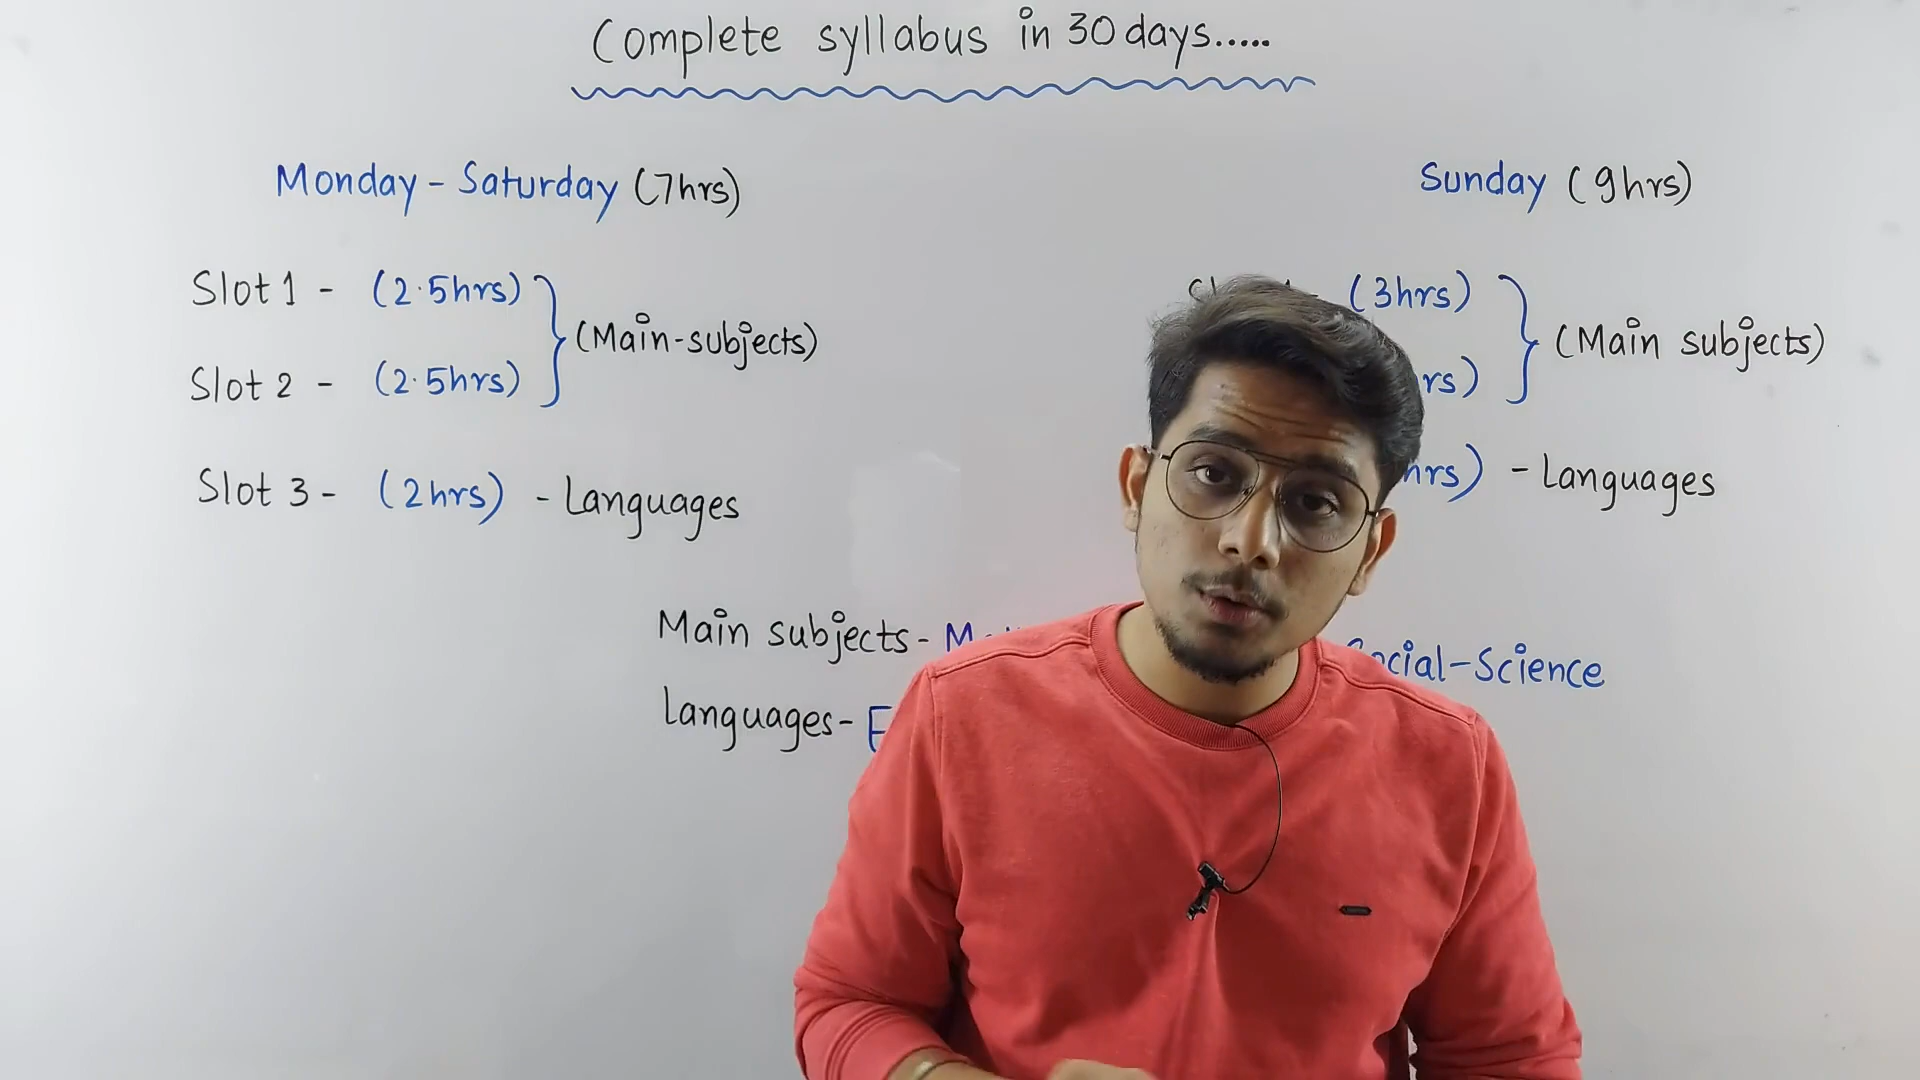 Complete syllabus in 30 days.....
Monday - Saturday (7hrs)
Slot 1 - (2.5hrs)
Slot 2 - (2.5hrs)
(Main-subjects)
Slot 3 - (2hrs) - Languages
Sunday (9hrs)
(3hrs)
(Main subjects)
- Languages
Main subjects -
Social-Science
Languages -